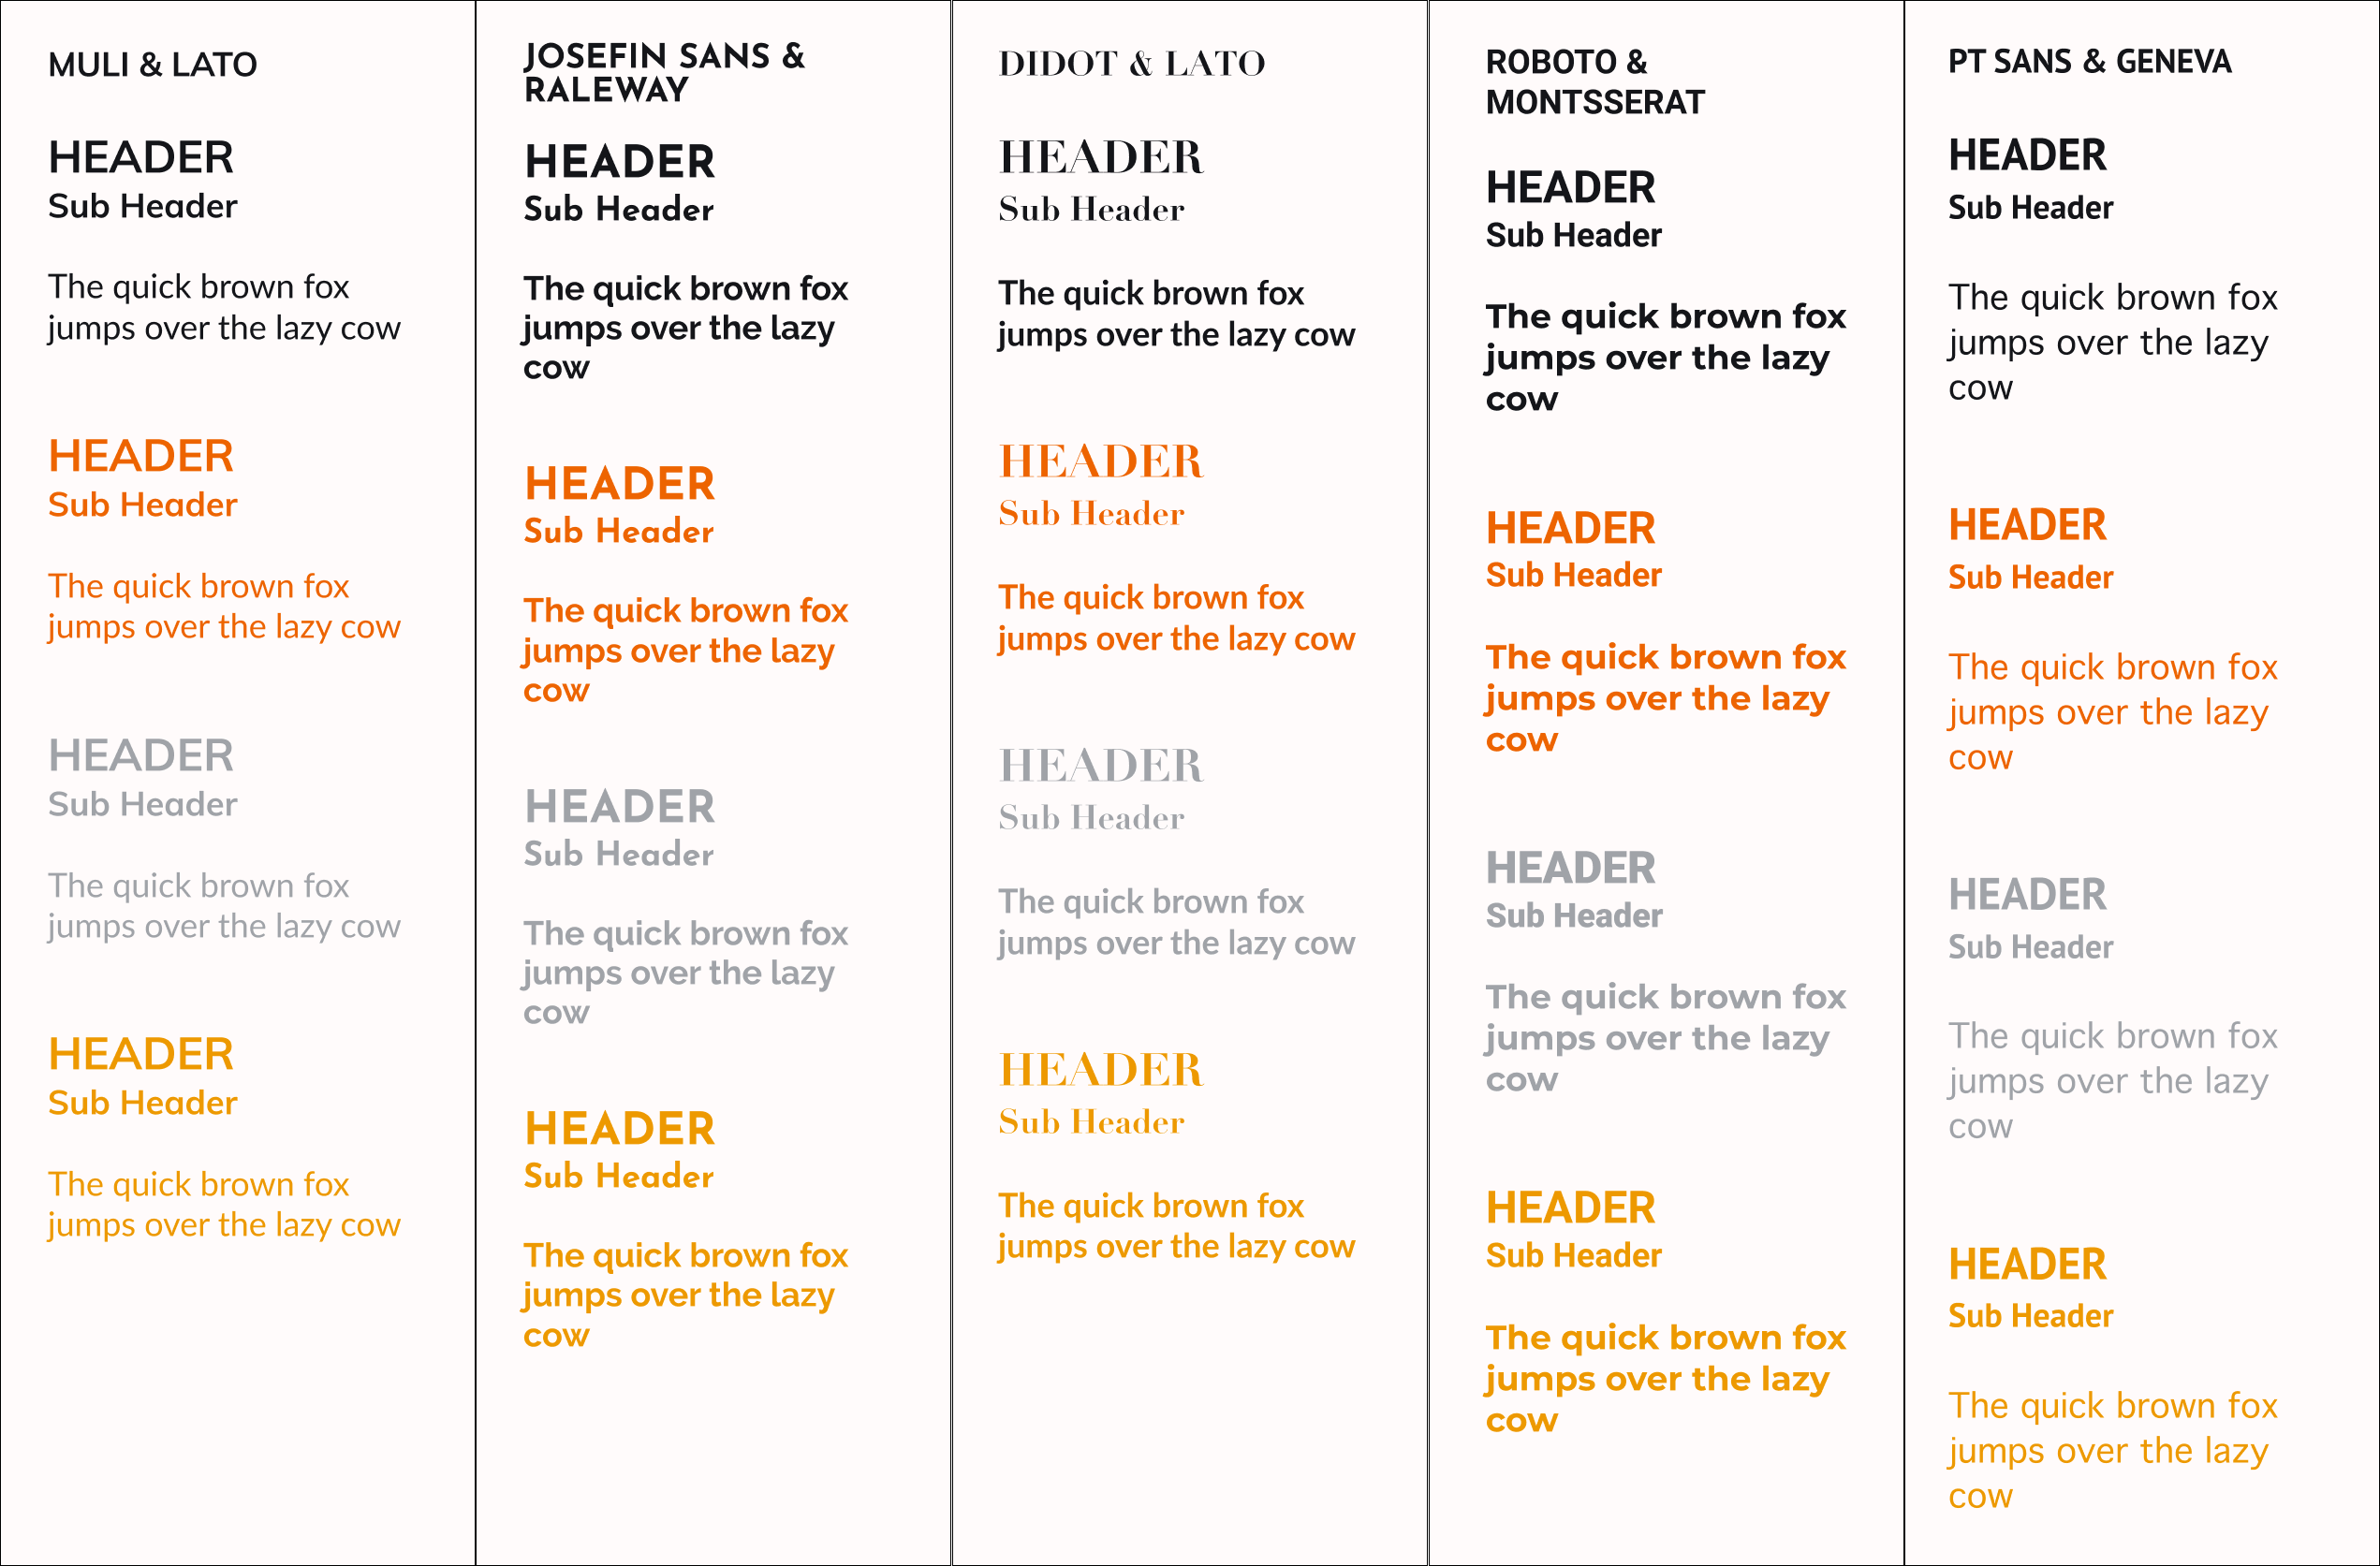 MULI & LATO
HEADER
Sub Header
The quick brown fox
jumps over the lazy cow
HEADER
Sub Header
The quick brown fox
jumps over the lazy cow
HEADER
Sub Header
The quick brown fox
jumps over the lazy cow
HEADER
Sub Header
The quick brown fox
jumps over the lazy cow
JOSEFIN SANS &
RALEWAY
HEADER
Sub Header
The quick brown fox
jumps over the lazy
cow
HEADER
Sub Header
The quick brown fox
jumps over the lazy
cow
HEADER
Sub Header
The quick brown fox
jumps over the lazy
cow
HEADER
Sub Header
The quick brown fox
jumps over the lazy
cow
DIDOT & LATO
HEADER
Sub Header
The quick brown fox
jumps over the lazy cow
HEADER
Sub Header
The quick brown fox
jumps over the lazy cow
HEADER
Sub Header
The quick brown fox
jumps over the lazy cow
HEADER
Sub Header
The quick brown fox
jumps over the lazy cow
ROBOTO &
MONTSSERAT
HEADER
Sub Header
The quick brown fox
jumps over the lazy
cow
HEADER
Sub Header
The quick brown fox
jumps over the lazy
cow
HEADER
Sub Header
The quick brown fox
jumps over the lazy
cow
HEADER
Sub Header
The quick brown fox
jumps over the lazy
cow
PT SANS & GENEVA
HEADER
Sub Header
The quick brown fox
jumps over the lazy
cow
HEADER
Sub Header
The quick brown fox
jumps over the lazy
cow
HEADER
Sub Header
The quick brown fox
jumps over the lazy
cow
HEADER
Sub Header
The quick brown fox
jumps over the lazy
cow